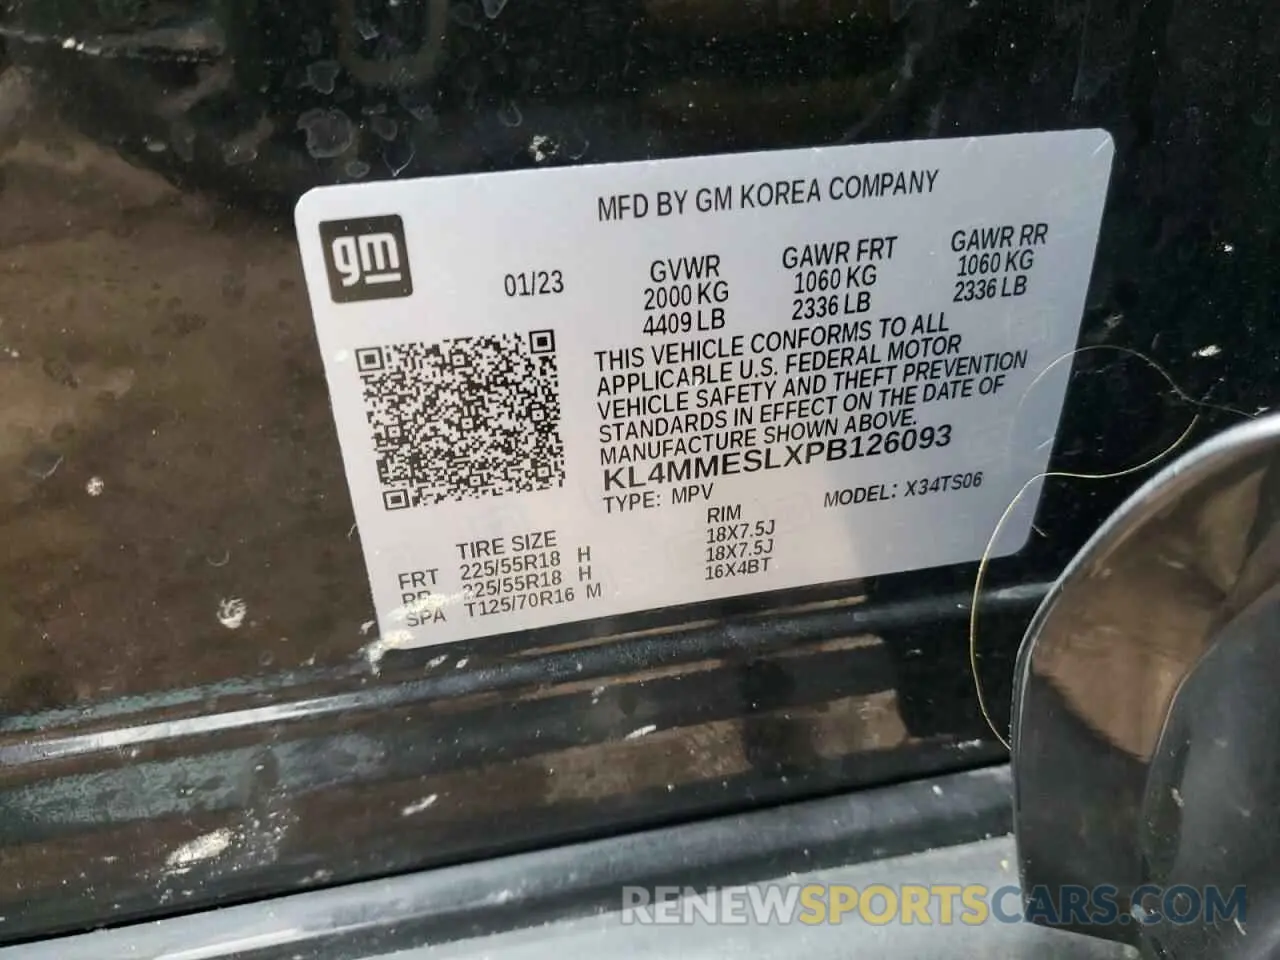 MFD BY GM KOREA COMPANY
gm
01/23
GVWR
2000 KG
4409 LB
GAWR FRT
1060 KG
2336 LB
GAWR RR
1060 KG
2336 LB
THIS VEHICLE CONFORMS TO ALL
APPLICABLE U.S. FEDERAL MOTOR
VEHICLE SAFETY AND THEFT PREVENTION
STANDARDS IN EFFECT ON THE DATE OF
MANUFACTURE SHOWN ABOVE.
KL4MMESLXPB126093
TYPE: MPV MODEL: X34TS06
TIRE SIZE RIM
FRT 225/55R18 H 18X7.5J
RR 225/55R18 H 18X7.5J
SPA T125/70R16 M 16X4BT
RENEWSPORTSCARS.COM